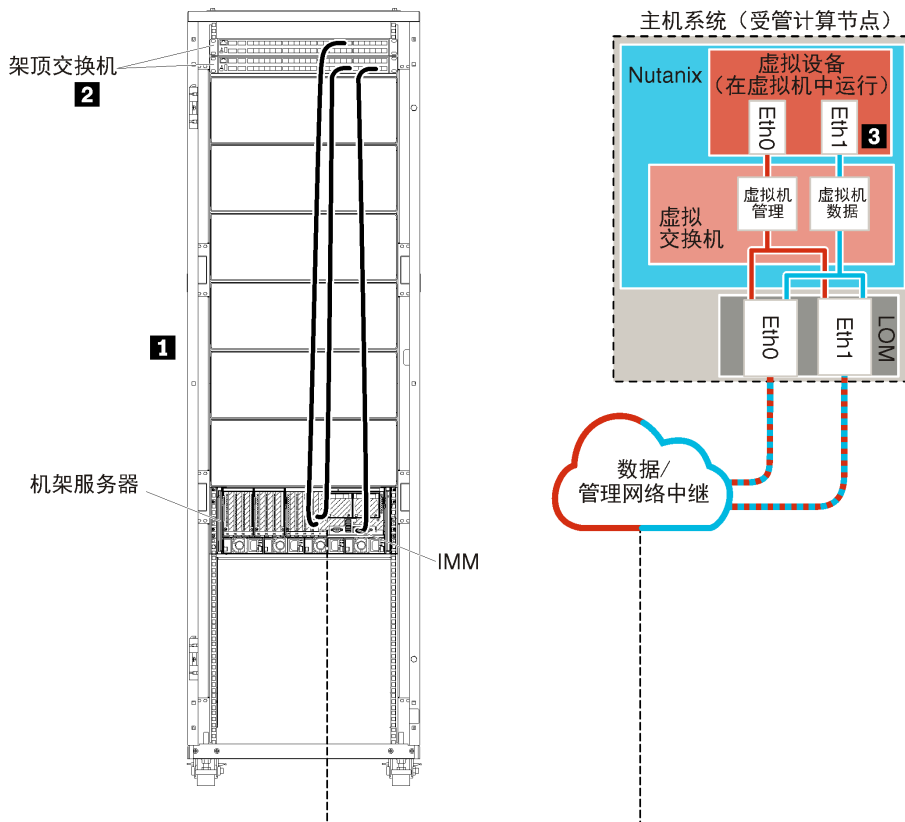 架顶交换机
2
1
机架服务器
IMM
主机系统（受管计算节点）
Nutanix
虚拟设备
（在虚拟机中运行）
Eth0
Eth1
3
虚拟机
管理
虚拟机
数据
虚拟
交换机
Eth0
Eth1
LOM
数据/
管理网络中继